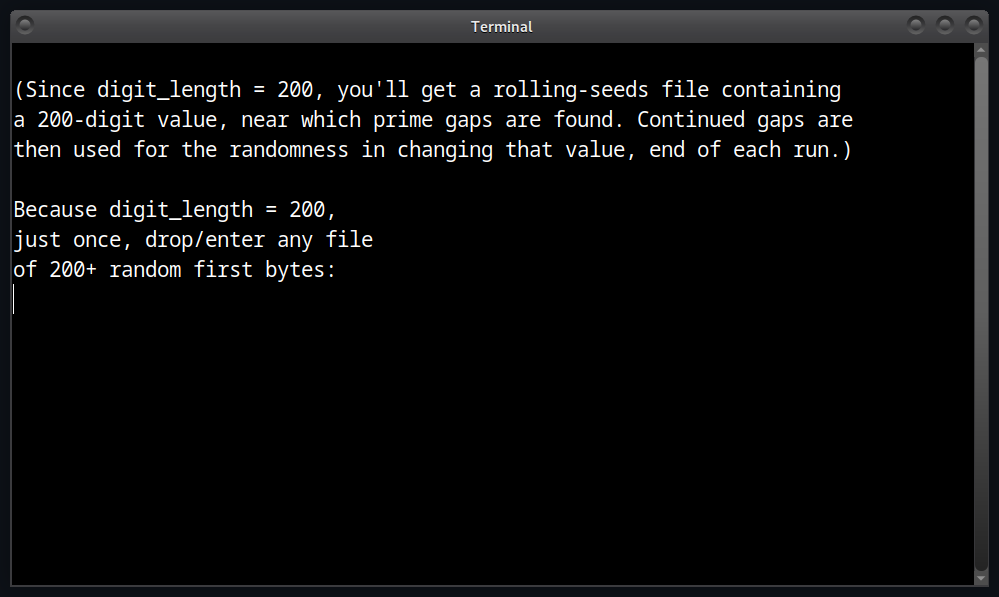 Terminal
(Since digit_length = 200, you'll get a rolling-seeds file containing
a 200-digit value, near which prime gaps are found. Continued gaps are
then used for the randomness in changing that value, end of each run.)
Because digit_length = 200,
just once, drop/enter any file
of 200+ random first bytes: